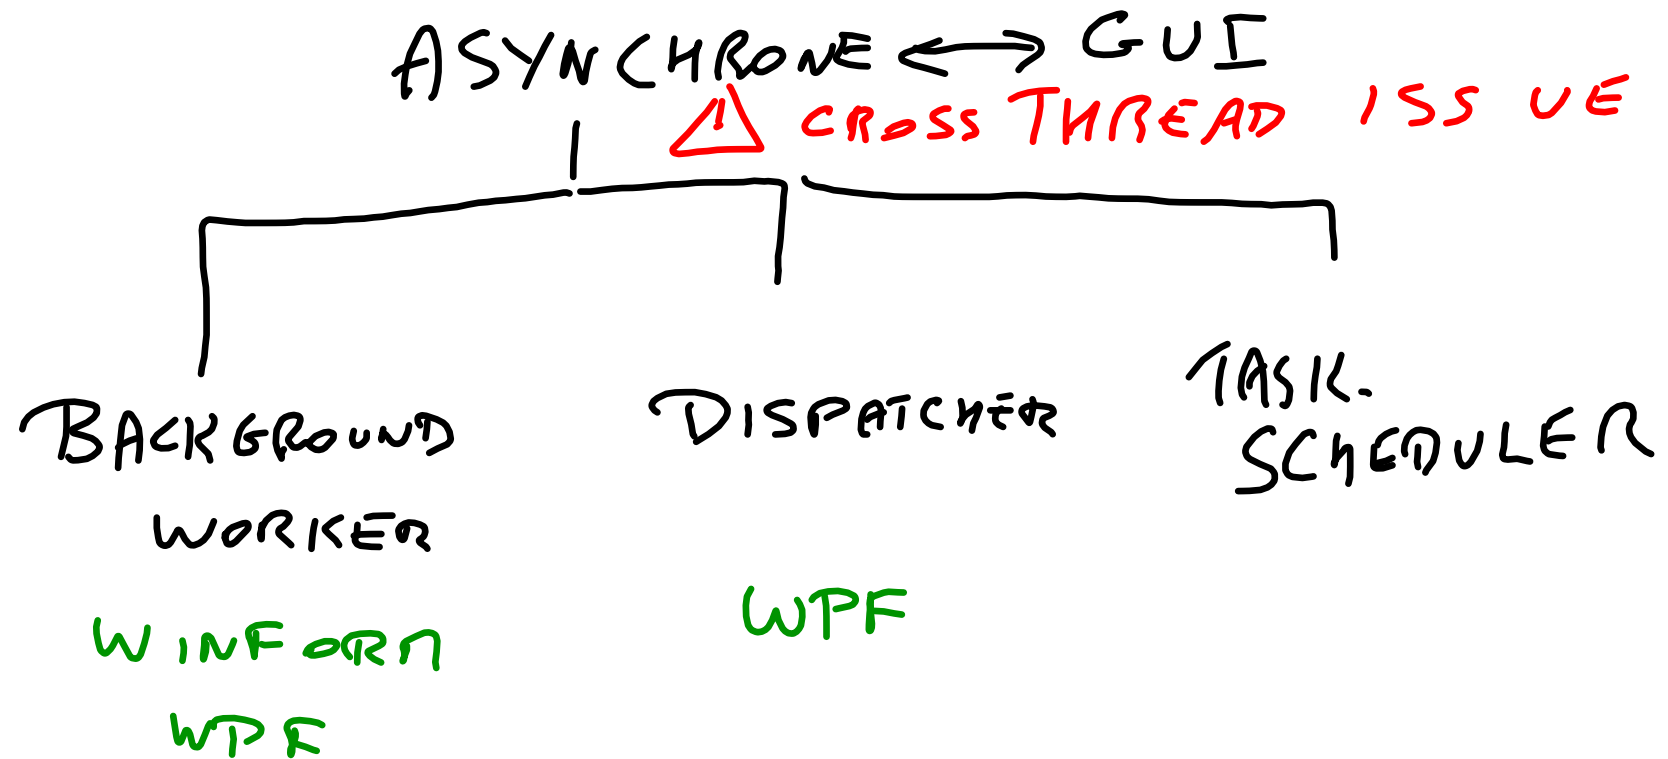 ASYNCHRONE ↔ GUI
! CROSS THREAD ISSUE
BACKGROUND
WORKER
WINFORM
WPF
DISPATCHER
WPF
TASK.
SCHEDULER